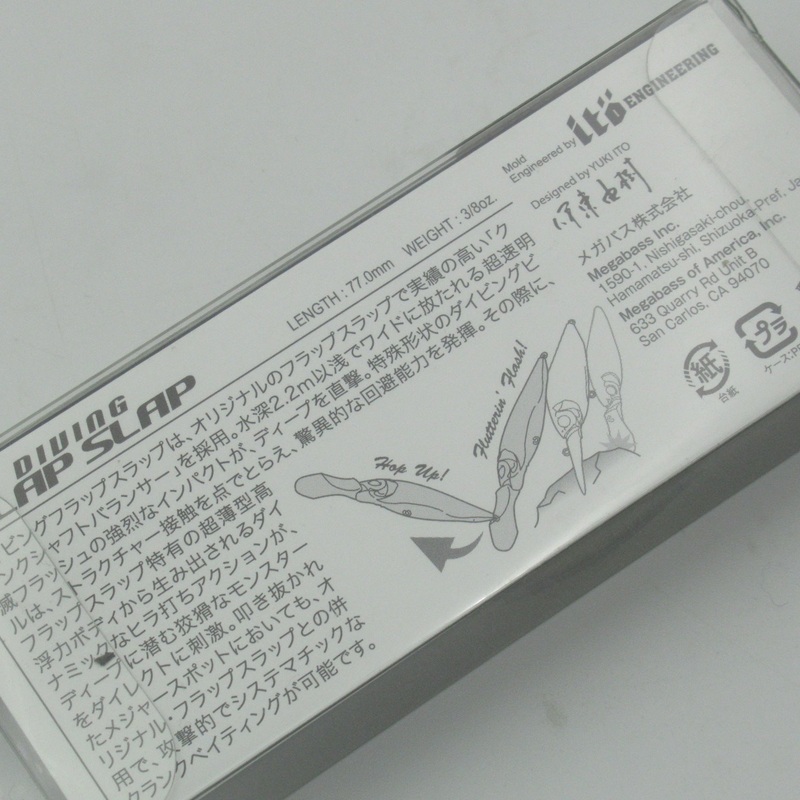 DIVING
AP SLAP
LENGTH : 77.0mm WEIGHT : 3/8oz.
ビングフラップスラップは、オリジナルのフラップスラップで実績の高い「ク
ンクシャフトバランサー」を採用。水深2.2m以浅でワイドに放たれる超速明
滅フラッシュの強烈なインパクトが、ディープを直撃。特殊形状のダイビングビ
ルは、ストラクチャー接触を点でとらえ、驚異的な回避能力を発揮。その際に、
フラップスラップ特有の超薄型高
浮力ボディから生み出されるダイ
ナミックなヒラ打ちアクションが、
ディープに潜む狡猾なモンスター
をダイレクトに刺激。叩き抜かれ
たメジャースポットにおいても、オ
リジナル・フラップスラップとの併
用で、攻撃的でシステマチックな
クランクベイティングが可能です。
Hop Up!
Flutterin' Flash!
Mold
Engineered by itö ENGINEERING
Designed by YUKI ITO
伊東由樹
メガバス株式会社
Megabass Inc.
1590-1, Nishigasaki-chou,
Hamamatsu-shi, Shizuoka-Pref, Ja
Megabass of America, Inc.
633 Quarry Rd Unit B
San Carlos, CA 94070
紙
台紙
プラ
ケース:PP